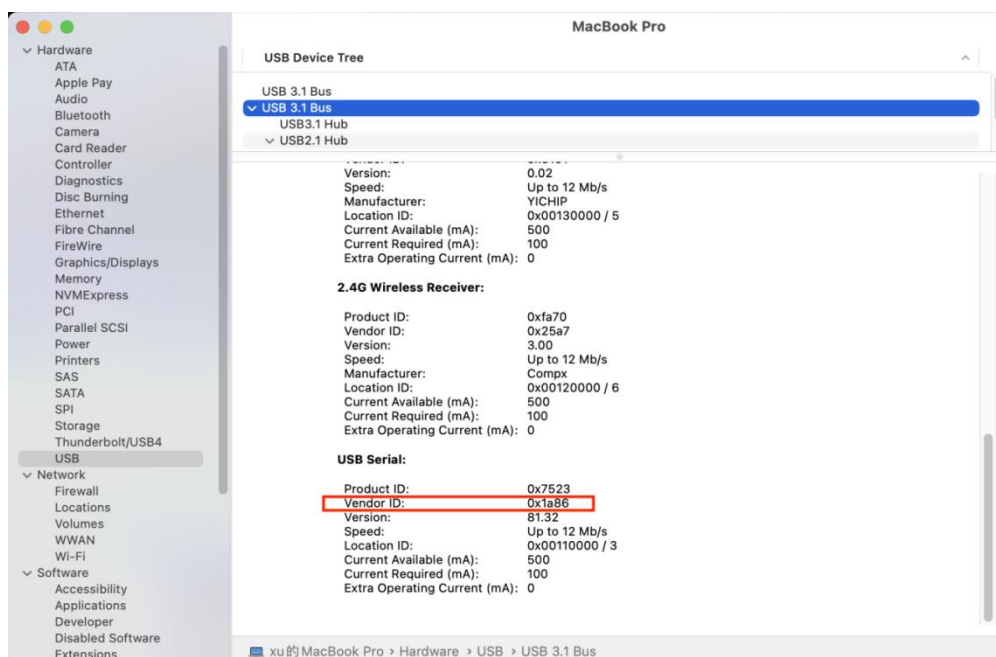 MacBook Pro
Hardware
ATA
Apple Pay
Audio
Bluetooth
Camera
Card Reader
Controller
Diagnostics
Disc Burning
Ethernet
Fibre Channel
FireWire
Graphics/Displays
Memory
NVMExpress
PCI
Parallel SCSI
Power
Printers
SAS
SATA
SPI
Storage
Thunderbolt/USB4
USB
Network
Firewall
Locations
Volumes
WWAN
Wi-Fi
Software
Accessibility
Applications
Developer
Disabled Software
Extensions
USB Device Tree
USB 3.1 Bus
USB 3.1 Bus
USB3.1 Hub
USB2.1 Hub
Version: 0.02
Speed: Up to 12 Mb/s
Manufacturer: YICHIP
Location ID: 0x00130000 / 5
Current Available (mA): 500
Current Required (mA): 100
Extra Operating Current (mA): 0
2.4G Wireless Receiver:
Product ID: 0xfa70
Vendor ID: 0x25a7
Version: 3.00
Speed: Up to 12 Mb/s
Manufacturer: Compx
Location ID: 0x00120000 / 6
Current Available (mA): 500
Current Required (mA): 100
Extra Operating Current (mA): 0
USB Serial:
Product ID: 0x7523
Vendor ID: 0x1a86
Version: 81.32
Speed: Up to 12 Mb/s
Location ID: 0x00110000 / 3
Current Available (mA): 500
Current Required (mA): 100
Extra Operating Current (mA): 0
xu的 MacBook Pro › Hardware › USB › USB 3.1 Bus